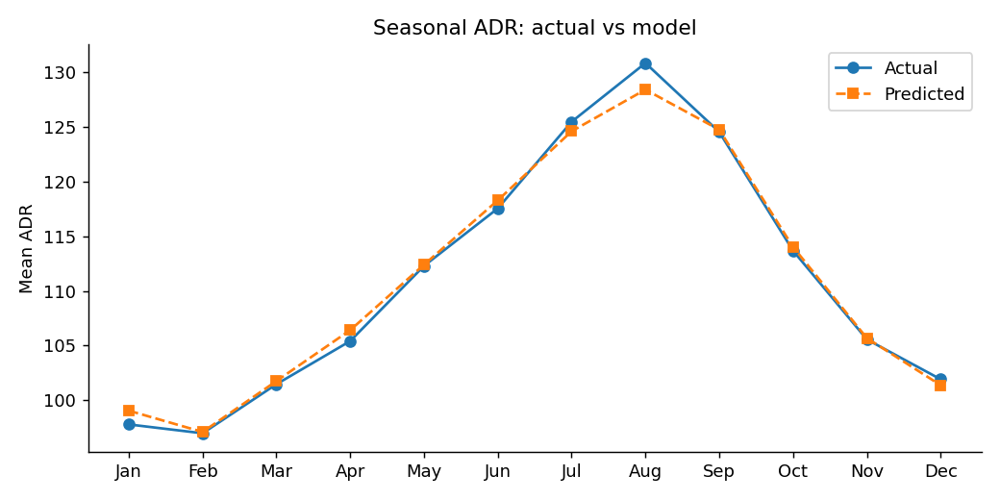 Seasonal ADR: actual vs model
Actual
Predicted
Mean ADR
130
125
120
115
110
105
100
Jan Feb Mar Apr May Jun Jul Aug Sep Oct Nov Dec